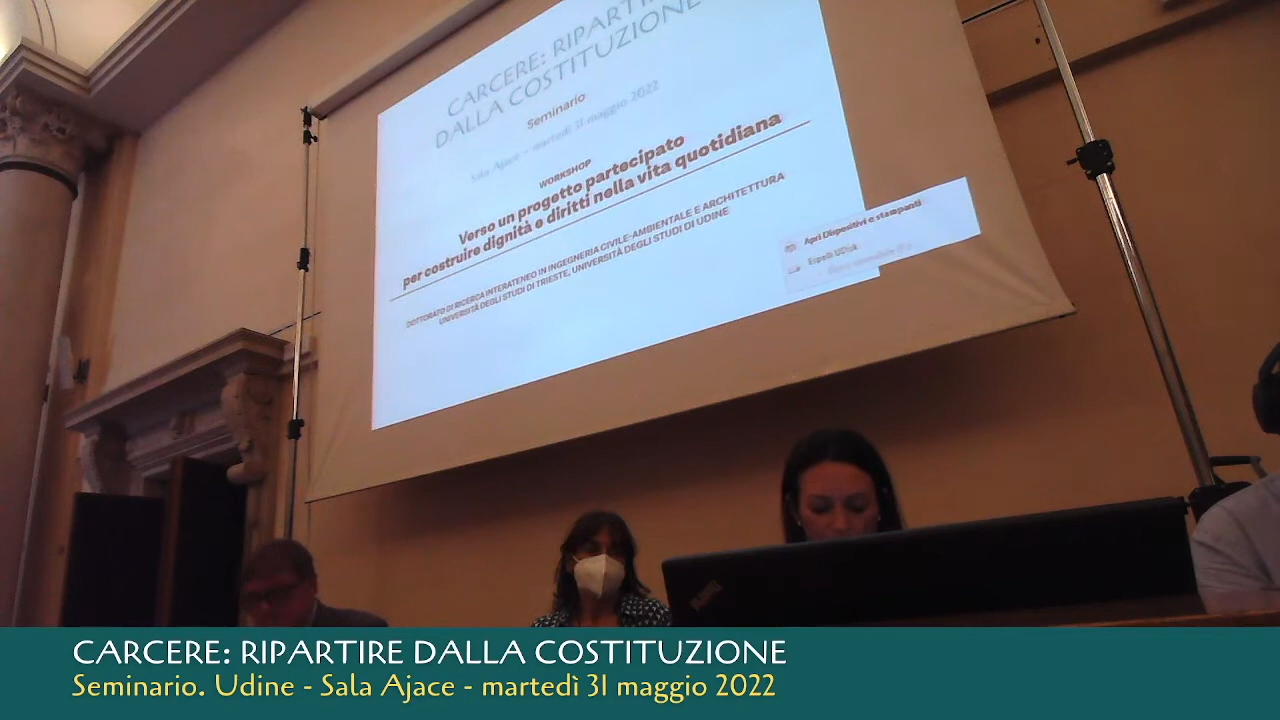 CARCERE: RIPARTIRE
DALLA COSTITUZIONE
Seminario
Sala Ajace - martedì 31 maggio 2022
WORKSHOP
Verso un progetto partecipato
per costruire dignità e diritti nella vita quotidiana
DOTTORATO DI RICERCA INTERATENEO IN INGEGNERIA CIVILE-AMBIENTALE E ARCHITETTURA
UNIVERSITÀ DEGLI STUDI DI TRIESTE, UNIVERSITÀ DEGLI STUDI DI UDINE
Apri Dispositivi e stampanti
Espelli UDisk
CARCERE: RIPARTIRE DALLA COSTITUZIONE
Seminario. Udine - Sala Ajace - martedì 31 maggio 2022